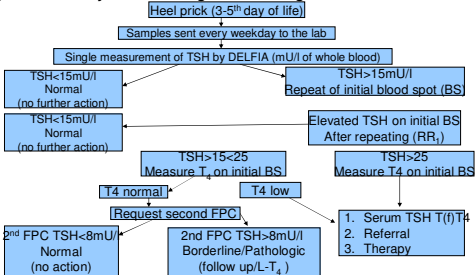 Heel prick (3-5th day of life)
Samples sent every weekday to the lab
Single measurement of TSH by DELFIA (mU/l of whole blood)
TSH<15mU/l
Normal
(no further action)
TSH>15mU/l
Repeat of initial blood spot (BS)
TSH<15mU/l
Normal
(no further action)
Elevated TSH on initial BS
After repeating (RR1)
TSH>15<25
Measure T4 on initial BS
TSH>25
Measure T4 on initial BS
T4 normal
T4 low
Request second FPC
2nd FPC TSH<8mU/
Normal
(no action)
2nd FPC TSH>8mU/l
Borderline/Pathologic
(follow up/L-T4 )
1. Serum TSH T(f)T4
2. Referral
3. Therapy